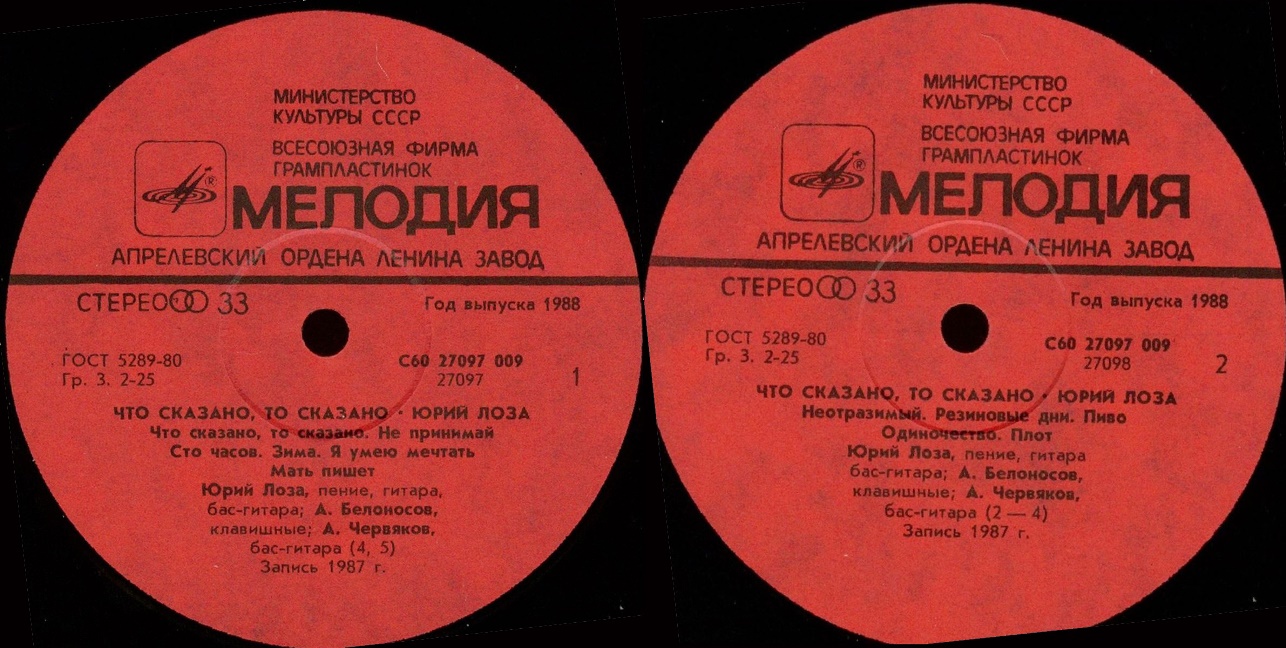 МИНИСТЕРСТВО
КУЛЬТУРЫ СССР
ВСЕСОЮЗНАЯ ФИРМА
ГРАМПЛАСТИНОК
®
МЕЛОДИЯ
АПРЕЛЕВСКИЙ ОРДЕНА ЛЕНИНА ЗАВОД
СТЕРЕО 33
Год выпуска 1988
ГОСТ 5289-80
Гр. 3. 2-25
С60 27097 009
27097
1
ЧТО СКАЗАНО, ТО СКАЗАНО · ЮРИЙ ЛОЗА
Что сказано, то сказано. Не принимай
Сто часов. Зима. Я умею мечтать
Мать пишет
Юрий Лоза, пение, гитара,
бас-гитара; А. Белоносов,
клавишные; А. Червяков,
бас-гитара (4, 5)
Запись 1987 г.
МИНИСТЕРСТВО
КУЛЬТУРЫ СССР
ВСЕСОЮЗНАЯ ФИРМА
ГРАМПЛАСТИНОК
®
МЕЛОДИЯ
АПРЕЛЕВСКИЙ ОРДЕНА ЛЕНИНА ЗАВОД
СТЕРЕО 33
Год выпуска 1988
ГОСТ 5289-80
Гр. 3. 2-25
С60 27097 009
27098
2
ЧТО СКАЗАНО, ТО СКАЗАНО · ЮРИЙ ЛОЗА
Неотразимый. Резиновые дни. Пиво
Одиночество. Плот
Юрий Лоза, пение, гитара
бас-гитара; А. Белоносов,
клавишные; А. Червяков,
бас-гитара (2 — 4)
Запись 1987 г.